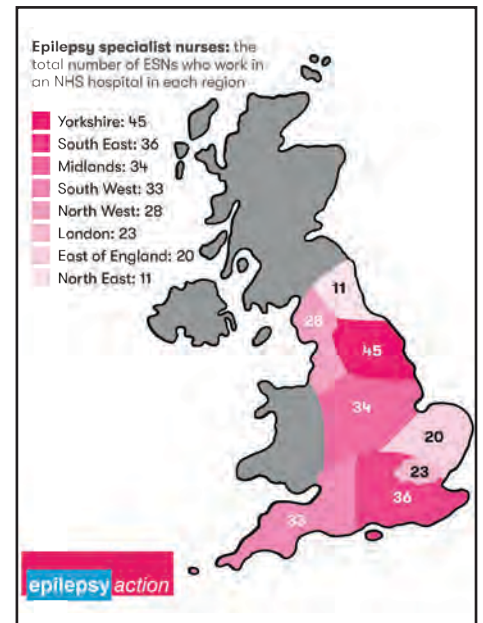 Epilepsy specialist nurses: the
total number of ESNs who work in
an NHS hospital in each region
Yorkshire: 45
South East: 36
Midlands: 34
South West: 33
North West: 28
London: 23
East of England: 20
North East: 11
11
28
45
34
20
23
36
33
epilepsy action